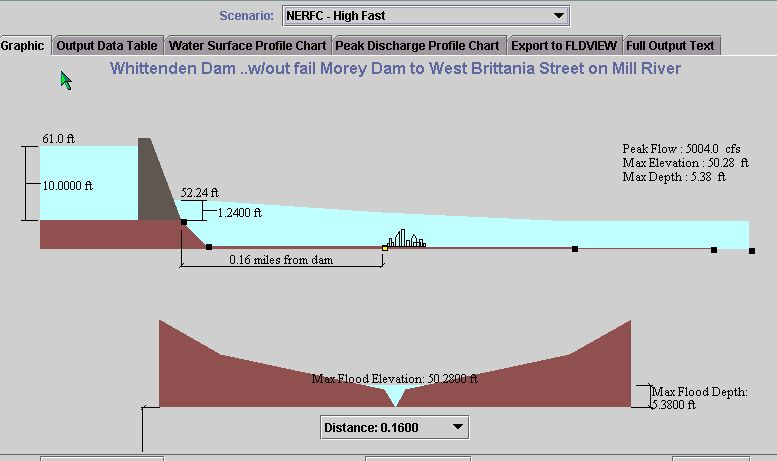 Scenario: NERFC - High Fast
Graphic Output Data Table Water Surface Profile Chart Peak Discharge Profile Chart Export to FLDVIEW Full Output Text
Whittenden Dam ..w/out fail Morey Dam to West Brittania Street on Mill River
61.0 ft
10.0000 ft
52.24 ft
1.2400 ft
0.16 miles from dam
Peak Flow : 5004.0 cfs
Max Elevation : 50.28 ft
Max Depth : 5.38 ft
Max Flood Elevation: 50.2800 ft
Max Flood Depth:
5.3800 ft
Distance: 0.1600